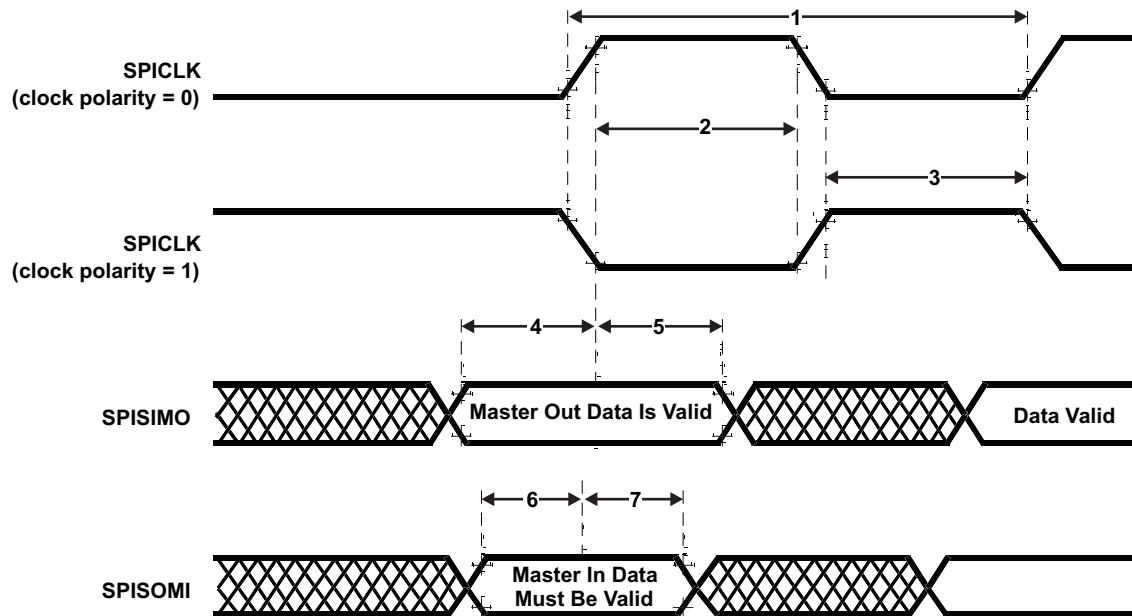 1
SPICLK
(clock polarity = 0)
2
3
SPICLK
(clock polarity = 1)
4
5
SPISIMO
Master Out Data Is Valid
Data Valid
6
7
SPISOMI
Master In Data
Must Be Valid